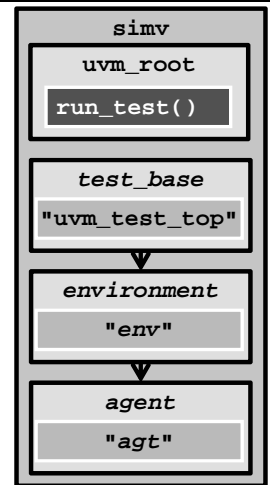 simv
uvm_root
run_test()
test_base
"uvm_test_top"
environment
"env"
agent
"agt"